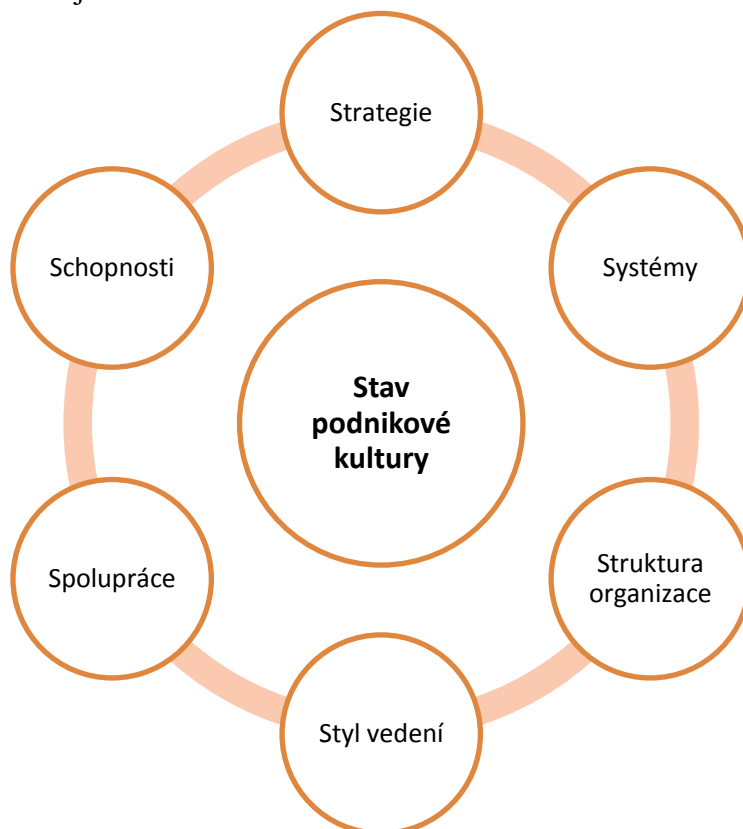 Strategie
Schopnosti
Systémy
Stav
podnikové
kultury
Spolupráce
Struktura
organizace
Styl vedení